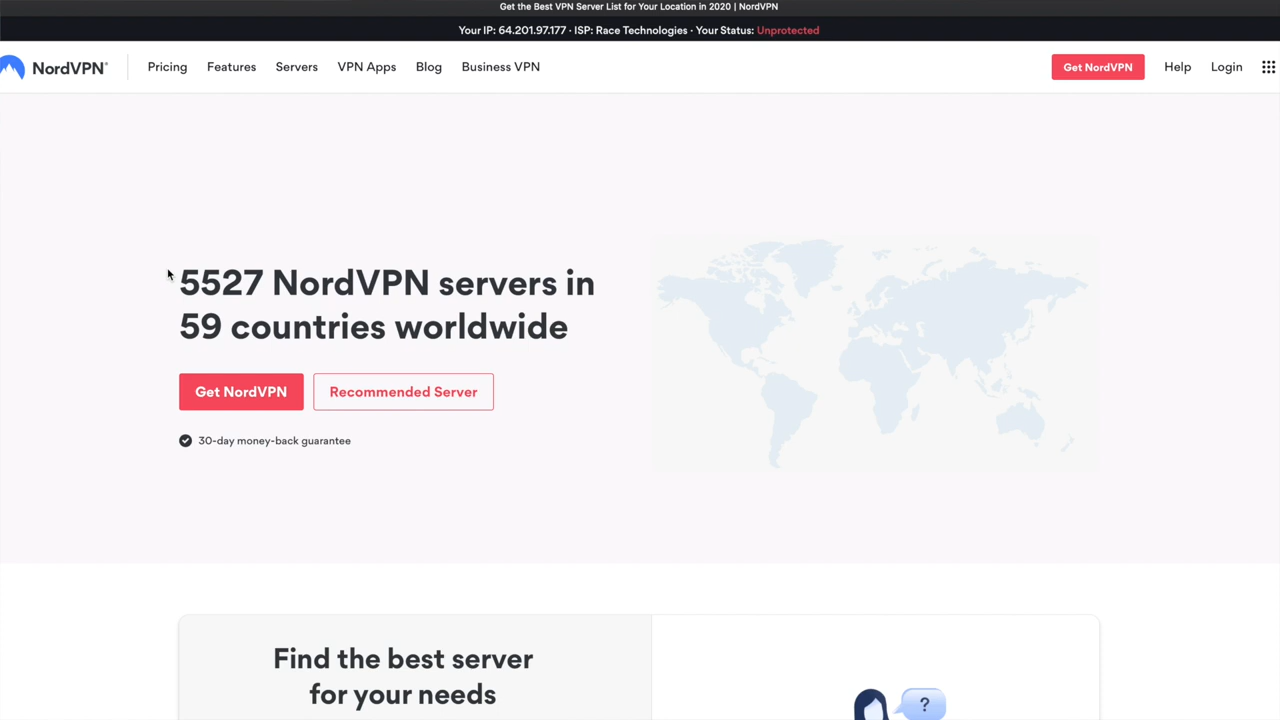 Get the Best VPN Server List for Your Location in 2020 | NordVPN
Your IP: 64.201.97.177 · ISP: Race Technologies · Your Status: Unprotected
NordVPN®
Pricing
Features
Servers
VPN Apps
Blog
Business VPN
Get NordVPN
Help
Login
5527 NordVPN servers in
59 countries worldwide
Get NordVPN
Recommended Server
30-day money-back guarantee
Find the best server
for your needs
?